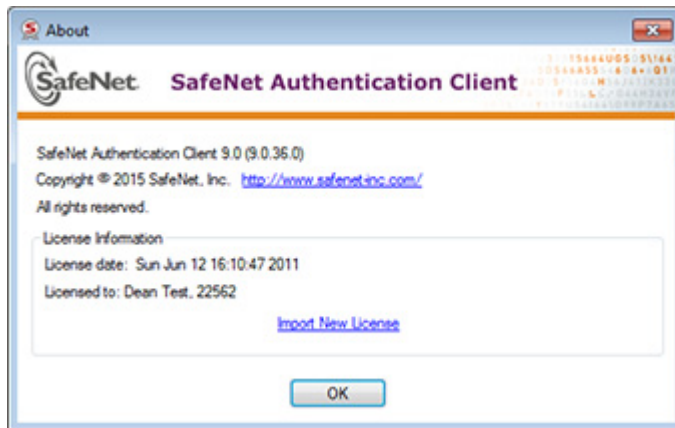 About
SafeNet. SafeNet Authentication Client
SafeNet Authentication Client 9.0 (9.0.36.0)
Copyright © 2015 SafeNet, Inc. http://www.safenet-inc.com/
All rights reserved.
License Information
License date: Sun Jun 12 16:10:47 2011
Licensed to: Dean Test, 22562
Import New License
OK